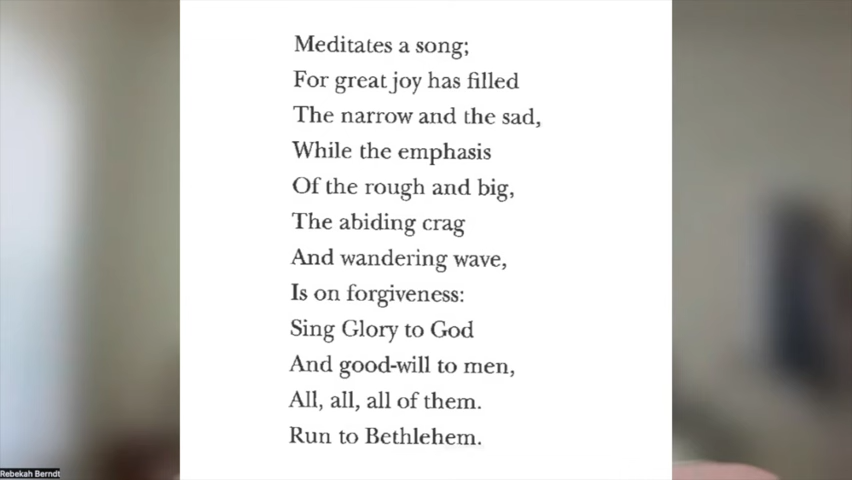 Meditates a song;
For great joy has filled
The narrow and the sad,
While the emphasis
Of the rough and big,
The abiding crag
And wandering wave,
Is on forgiveness:
Sing Glory to God
And good-will to men,
All, all, all of them.
Run to Bethlehem.
Rebekah Berndt